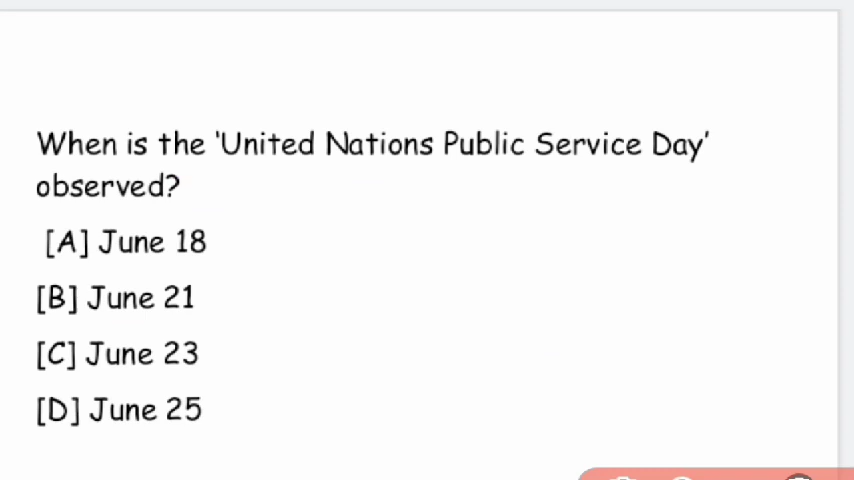 When is the ‘United Nations Public Service Day’
observed?
[A] June 18
[B] June 21
[C] June 23
[D] June 25